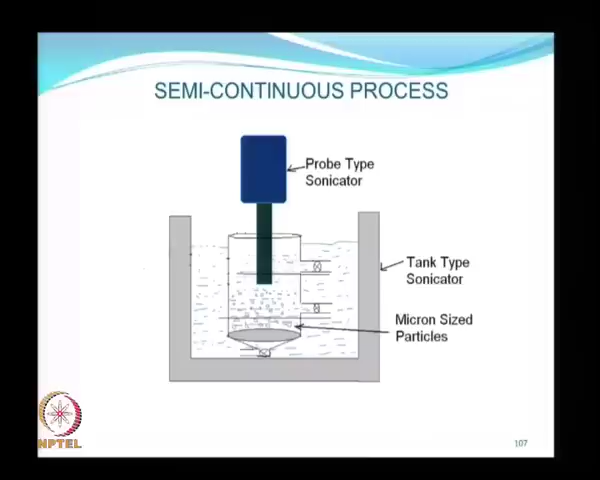 SEMI-CONTINUOUS PROCESS
Probe Type
Sonicator
Tank Type
Sonicator
Micron Sized
Particles
NPTEL
107